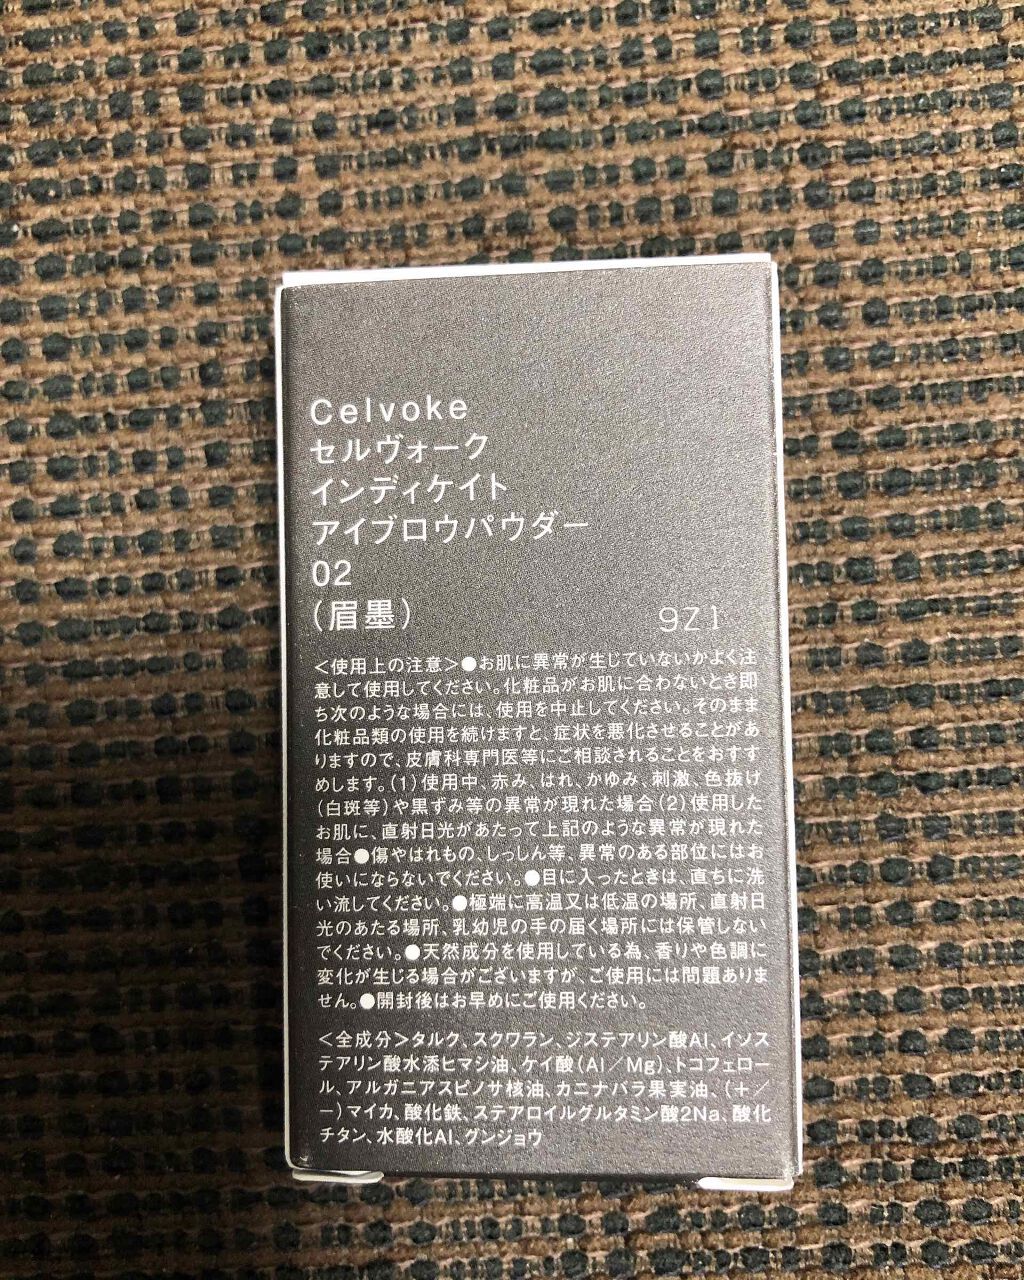 Celvoke
セルヴォーク
インディケイト
アイブロウパウダー
02
(眉墨)
9Z1
<使用上の注意>●お肌に異常が生じていないかよく注
意して使用してください。化粧品がお肌に合わないとき即
ち次のような場合には、使用を中止してください。そのまま
化粧品類の使用を続けますと、症状を悪化させることがあ
りますので、皮膚科専門医等にご相談されることをおすす
めします。(1)使用中、赤み、はれ、かゆみ、刺激、色抜け
(白斑等)や黒ずみ等の異常が現れた場合(2)使用した
お肌に、直射日光があたって上記のような異常が現れた
場合●傷やはれもの、しっしん等、異常のある部位にはお
使いにならないでください。●目に入ったときは、直ちに洗
い流してください。●極端に高温又は低温の場所、直射日
光のあたる場所、乳幼児の手の届く場所には保管しない
でください。●天然成分を使用している為、香りや色調に
変化が生じる場合がございますが、ご使用には問題ありま
せん。●開封後はお早めにご使用ください。
<全成分>タルク、スクワラン、ジステアリン酸Al、イソス
テアリン酸水添ヒマシ油、ケイ酸(Al/Mg)、トコフェロー
ル、アルガニアスピノサ核油、カニナバラ果実油、(+/
-)マイカ、酸化鉄、ステアロイルグルタミン酸2Na、酸化
チタン、水酸化Al、グンジョウ